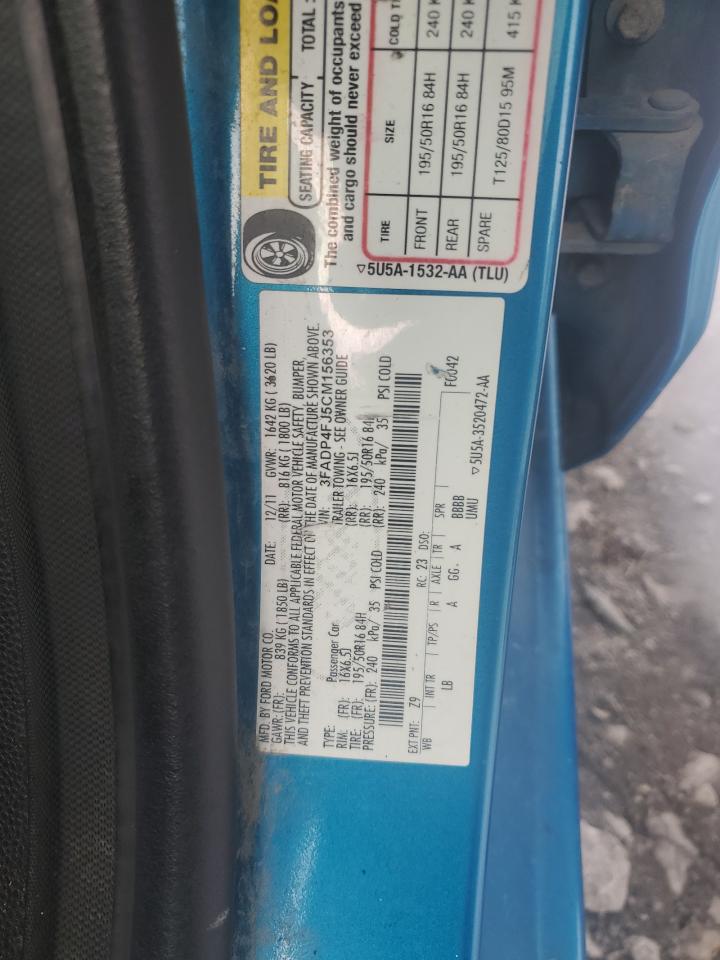 TIRE AND LOA
SEATING CAPACITY TOTAL
The combined weight of occupants
and cargo should never exceed
TIRE SIZE COLD TI
FRONT 195/50R16 84H 240 K
REAR 195/50R16 84H 240 K
SPARE T125/80D15 95M 415 K
▽5U5A-1532-AA (TLU)
MFD. BY FORD MOTOR CO. DATE: 12/11 GVWR: 1642 KG ( 3620 LB)
GAWR:(FR): 839 KG (1850 LB) (RR): 816 KG ( 1800 LB)
THIS VEHICLE CONFORMS TO ALL APPLICABLE FEDERAL MOTOR VEHICLE SAFETY, BUMPER,
AND THEFT PREVENTION STANDARDS IN EFFECT ON THE DATE OF MANUFACTURE SHOWN ABOVE.
VIN: 3FADP4FJ5CM156353
TYPE: Passenger Car TRAILER TOWING - SEE OWNER GUIDE
RIM: (FR): 16X6.5J (RR): 16X6.5J
TIRE: (FR): 195/50R16 84H (RR): 195/50R16 84H
PRESSURE: (FR): 240 kPa/ 35 PSI COLD (RR): 240 kPa/ 35 PSI COLD
EXT PNT: Z9 RC: 23 DSO: F0042
WB INT TR TP/PS R AXLE TR SPR
LB A GG. A BBBB
UMU
▽5U5A-3520472-AA